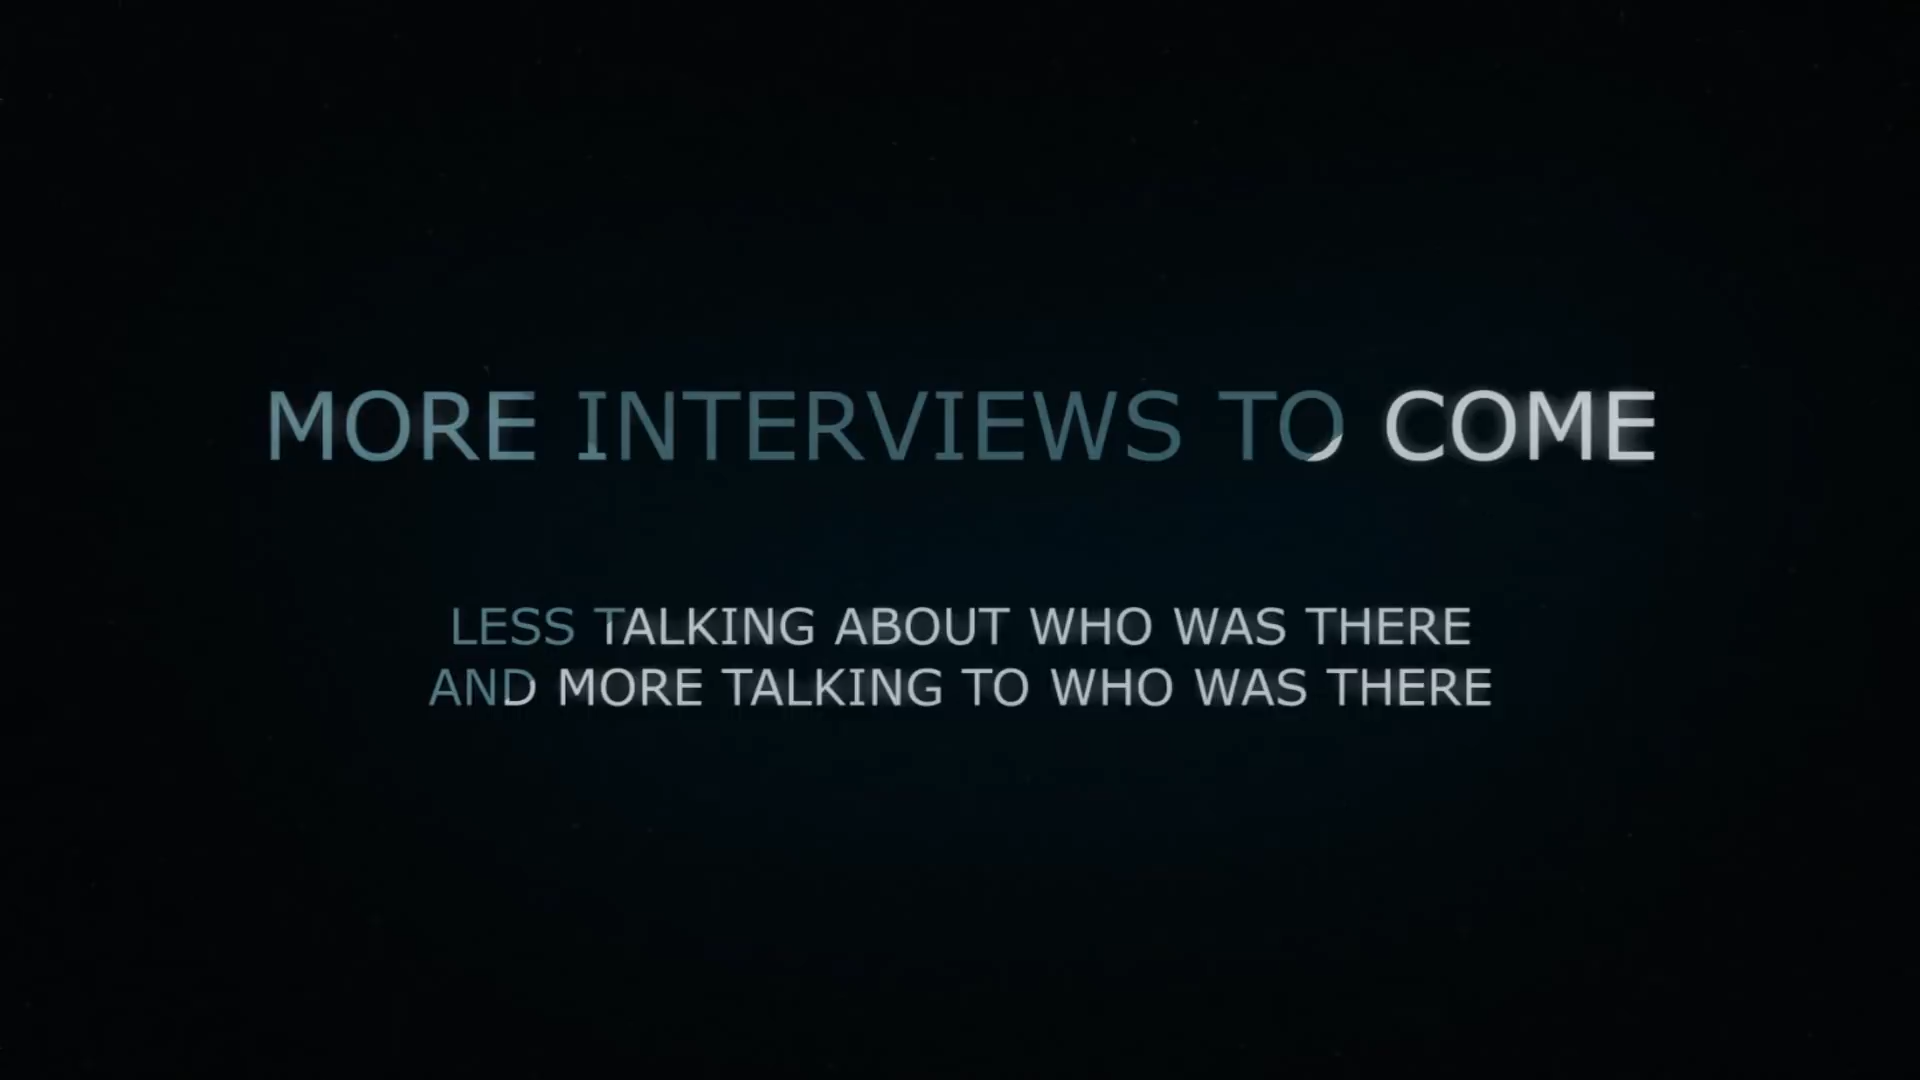 MORE INTERVIEWS TO COME
LESS TALKING ABOUT WHO WAS THERE
AND MORE TALKING TO WHO WAS THERE